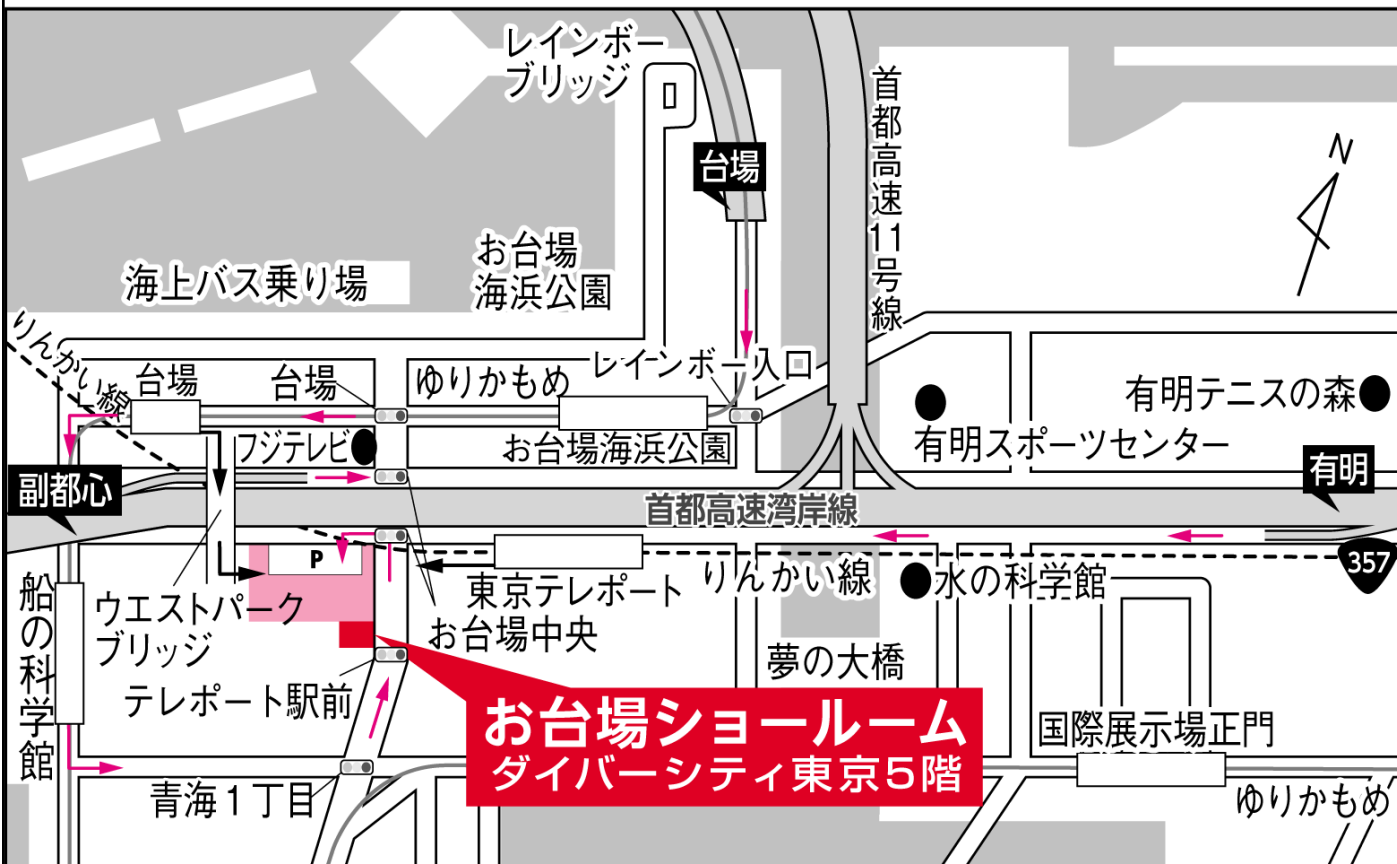 レインボー
ブリッジ
首都高速11号線
N
台場
お台場
海浜公園
海上バス乗り場
りんかい線
台場
台場
ゆりかもめ
レインボー入口
有明テニスの森
フジテレビ
お台場海浜公園
有明スポーツセンター
副都心
有明
首都高速湾岸線
P
357
船の科学館
ウエストパーク
ブリッジ
東京テレポート
りんかい線
水の科学館
お台場中央
夢の大橋
テレポート駅前
お台場ショールーム
ダイバーシティ東京5階
国際展示場正門
青海1丁目
ゆりかもめ